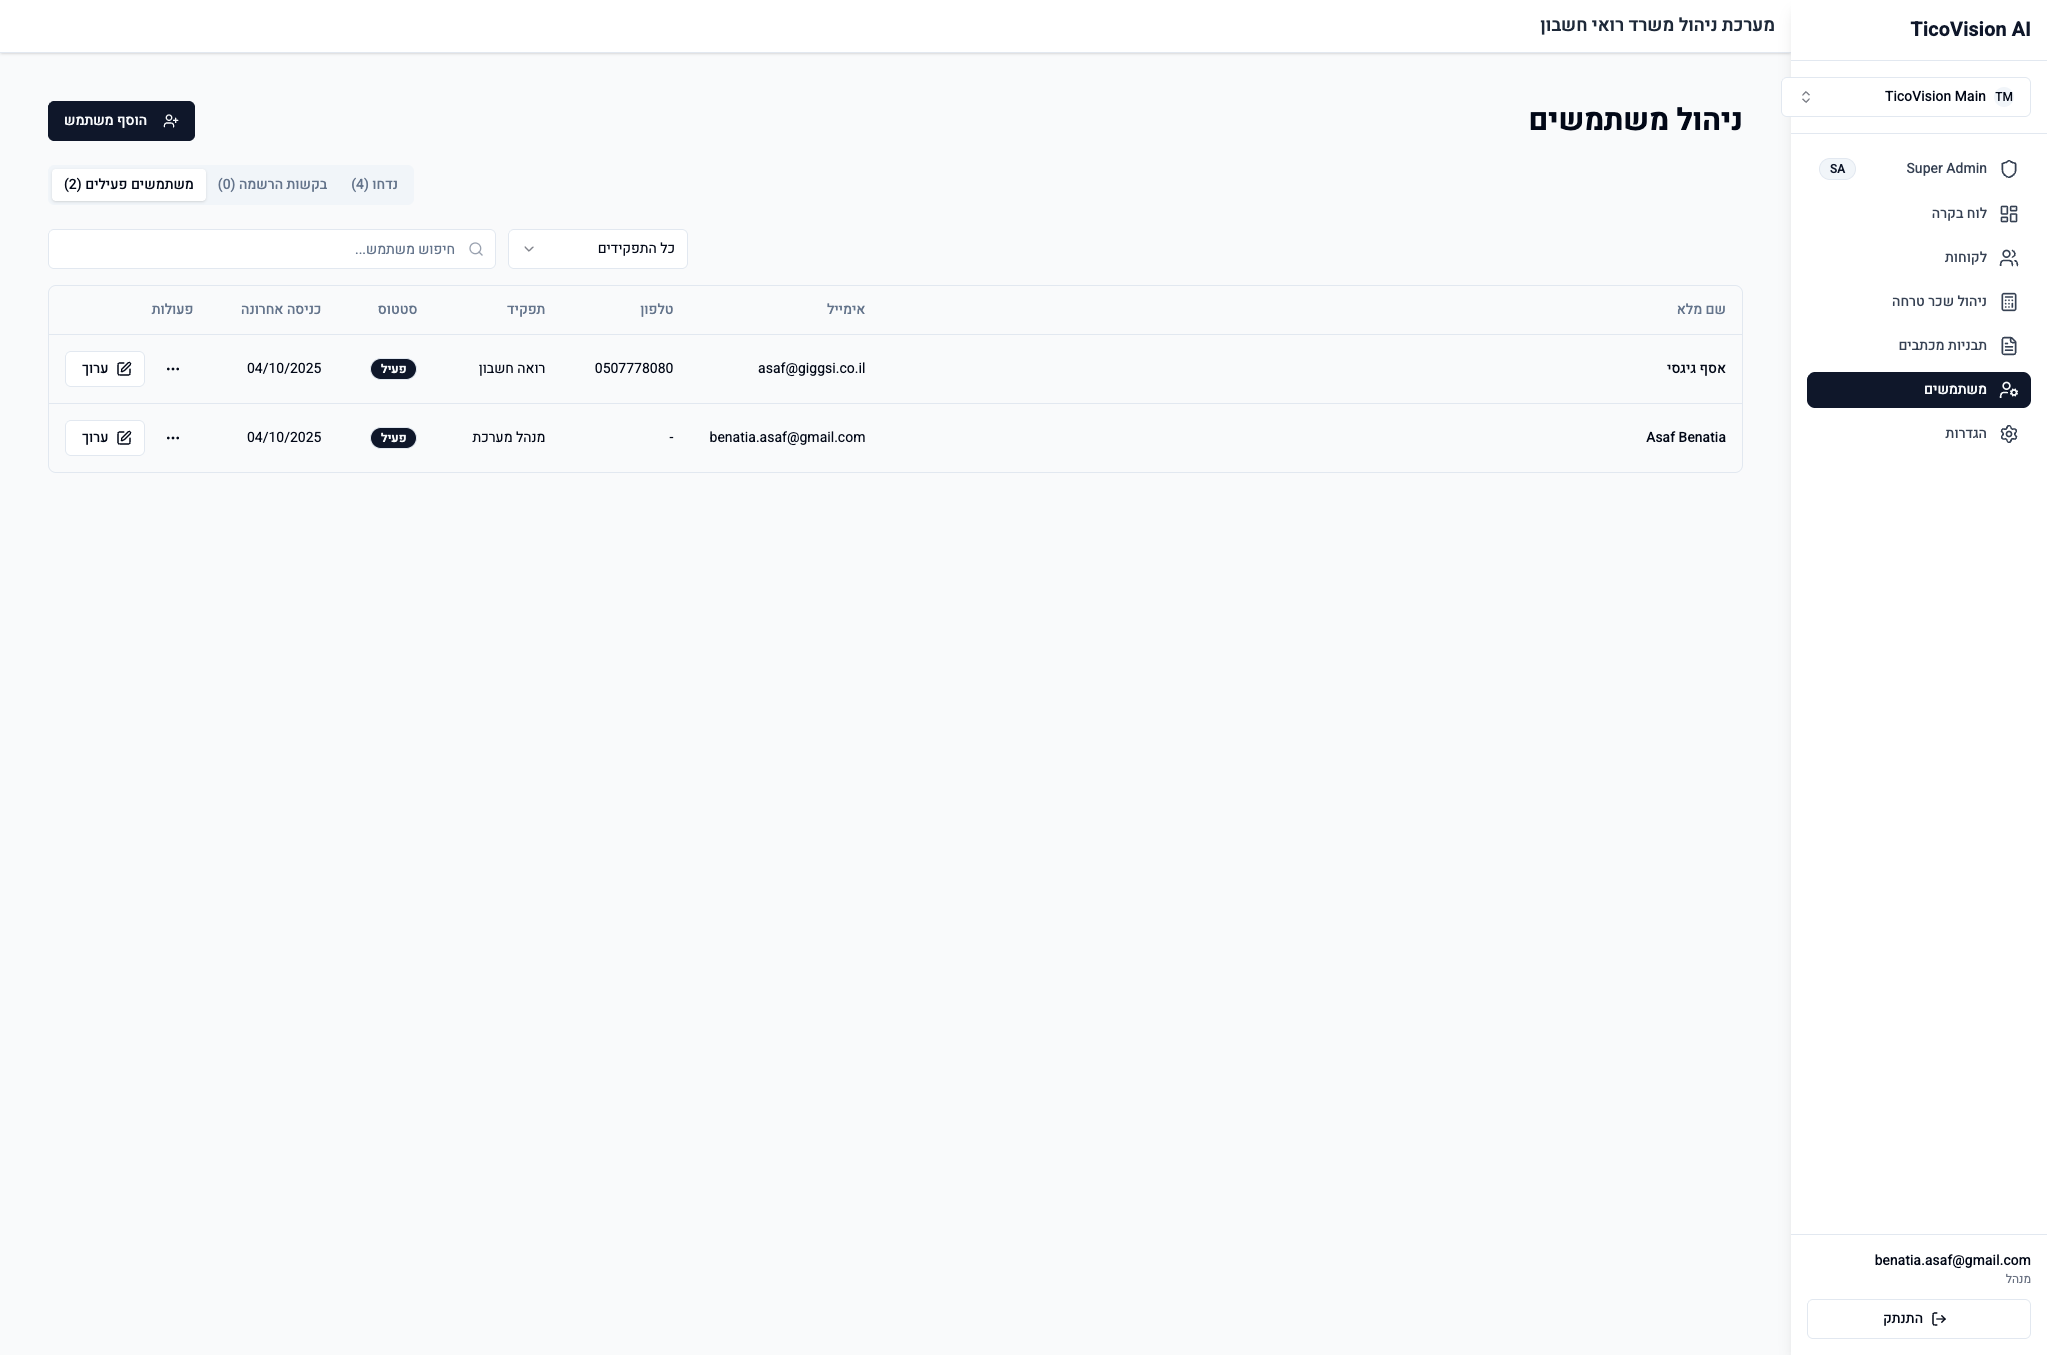 TicoVision AI
TM TicoVision Main
Super Admin SA
לוח בקרה
לקוחות
ניהול שכר טרחה
תבניות מכתבים
משתמשים
הגדרות
benatia.asaf@gmail.com
מנהל
התנתק
מערכת ניהול משרד רואי חשבון
ניהול משתמשים
הוסף משתמש
משתמשים פעילים (2) בקשות הרשמה (0) נדחו (4)
כל התפקידים חיפוש משתמש...
שם מלא אימייל טלפון תפקיד סטטוס כניסה אחרונה פעולות
אסף גיגסי asaf@giggsi.co.il 0507778080 רואה חשבון פעיל 04/10/2025 ערוך
Asaf Benatia benatia.asaf@gmail.com - מנהל מערכת פעיל 04/10/2025 ערוך